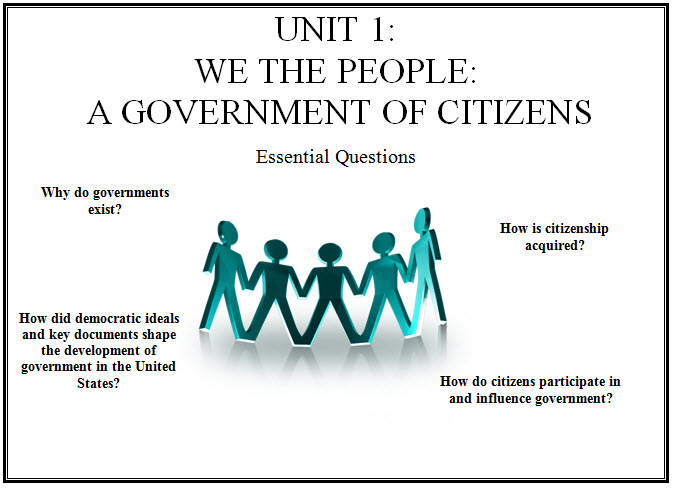 UNIT 1:
WE THE PEOPLE:
A GOVERNMENT OF CITIZENS
Essential Questions
Why do governments
exist?
How is citizenship
acquired?
How did democratic ideals
and key documents shape
the development of
government in the United
States?
How do citizens participate in
and influence government?